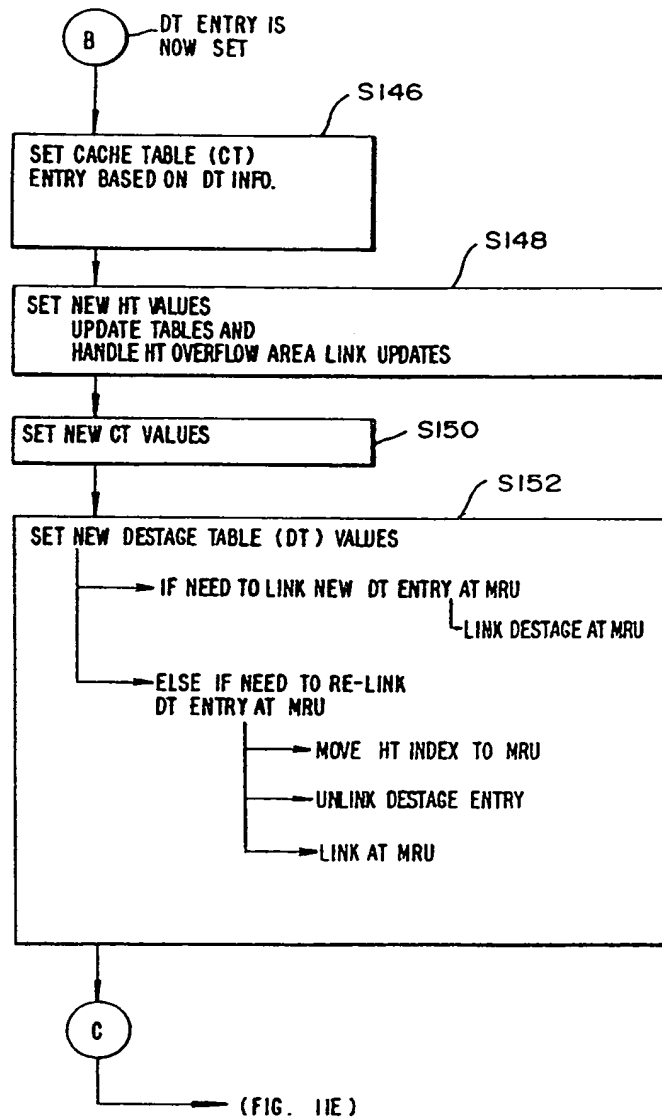 B
DT ENTRY IS
NOW SET
S146
SET CACHE TABLE (CT)
ENTRY BASED ON DT INFO.
S148
SET NEW HT VALUES
UPDATE TABLES AND
HANDLE HT OVERFLOW AREA LINK UPDATES
SET NEW CT VALUES
S150
S152
SET NEW DESTAGE TABLE (DT) VALUES
IF NEED TO LINK NEW DT ENTRY AT MRU
LINK DESTAGE AT MRU
ELSE IF NEED TO RE-LINK
DT ENTRY AT MRU
MOVE HT INDEX TO MRU
UNLINK DESTAGE ENTRY
LINK AT MRU
C
(FIG. 11E)